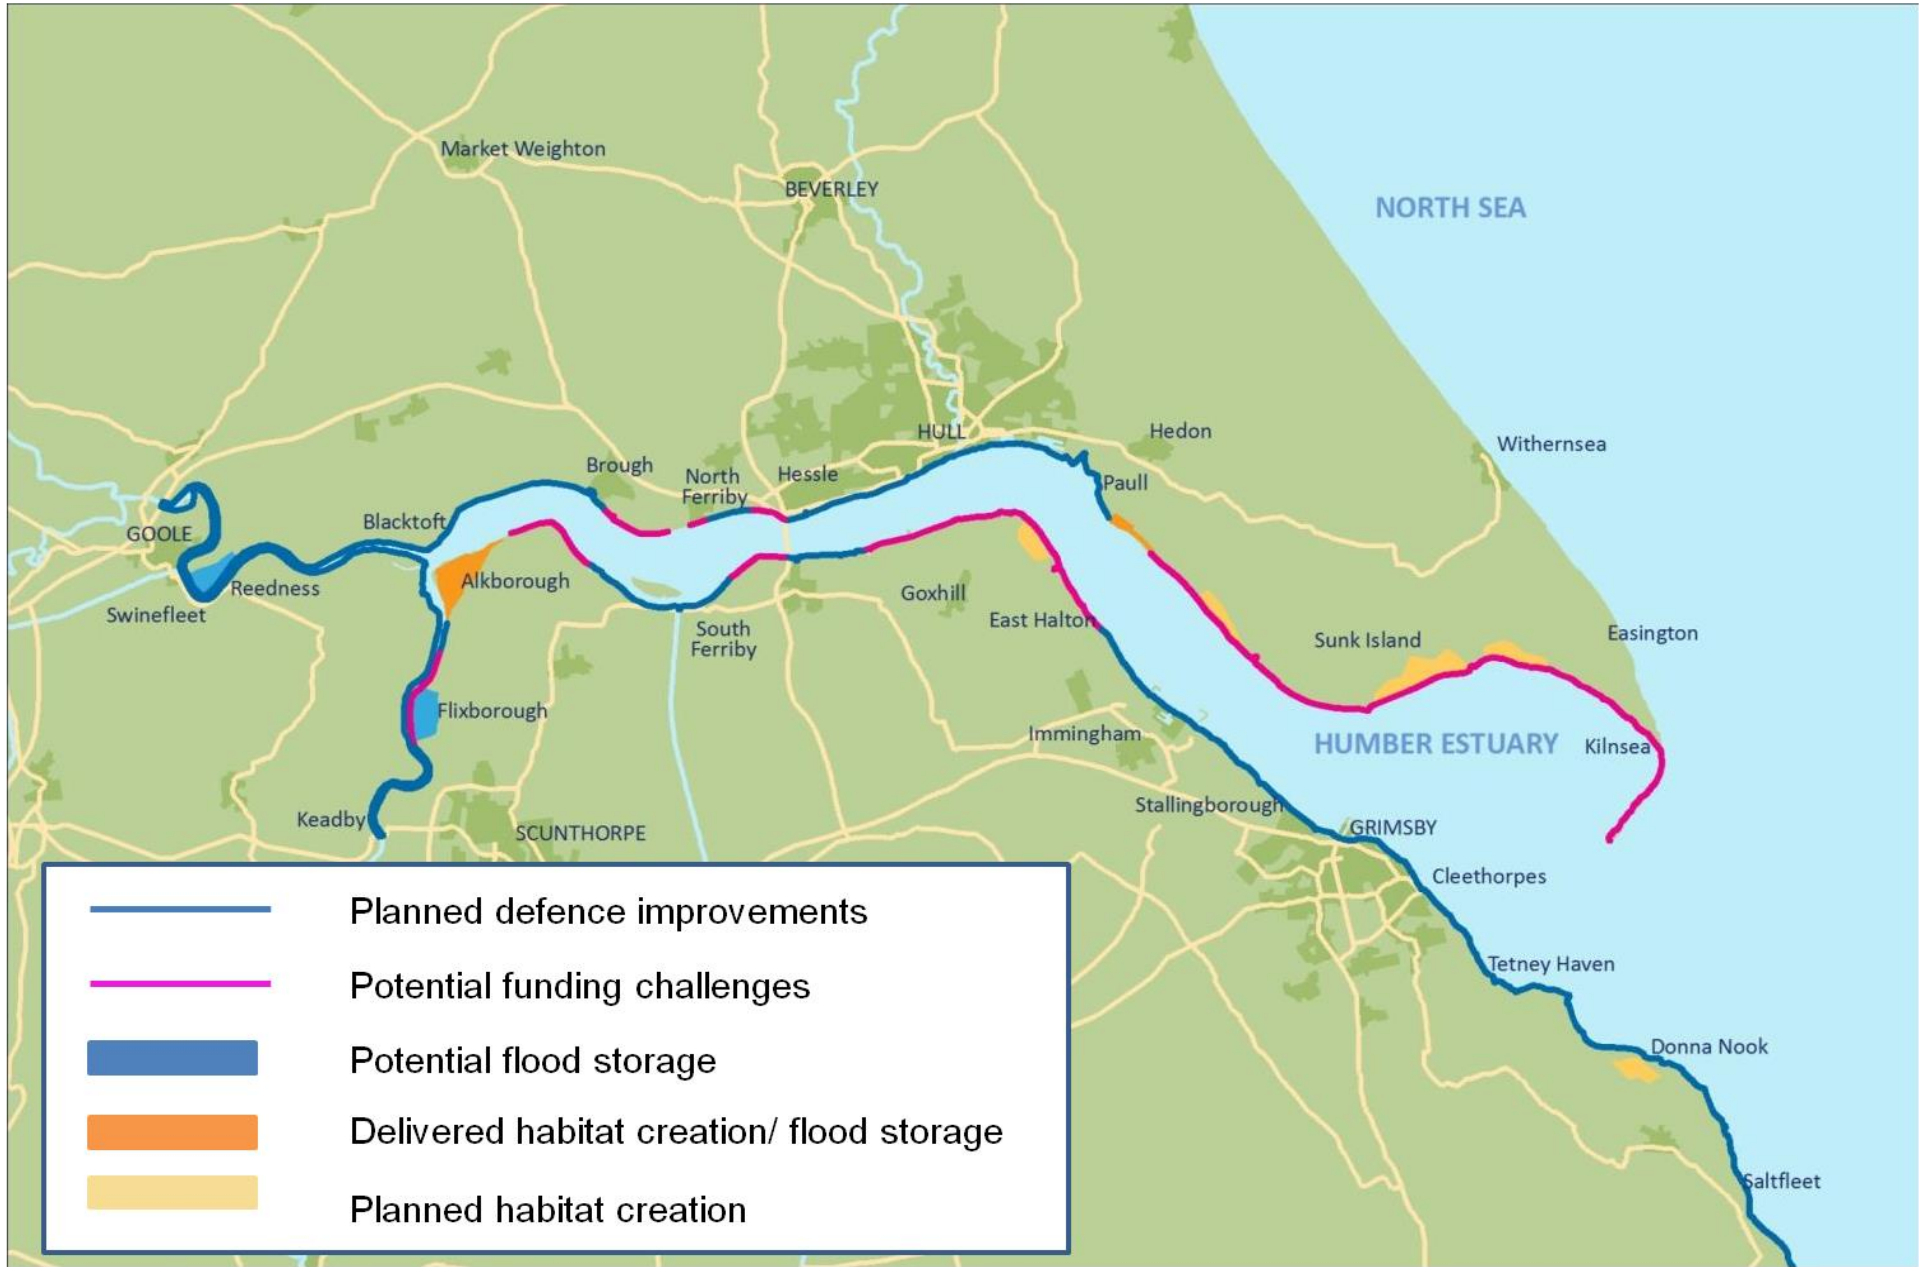 Market Weighton
BEVERLEY
NORTH SEA
HULL
Hedon
Withernsea
Brough
North
Ferriby
Hessle
Paull
Blacktoft
GOOLE
Reedness
Swinefleet
Alkborough
Goxhill
East Halton
South
Ferriby
Sunk Island
Easington
Flixborough
Immingham
HUMBER ESTUARY
Kilnsea
Keadby
SCUNTHORPE
Stallingborough
GRIMSBY
Cleethorpes
Tetney Haven
Donna Nook
Saltfleet
Planned defence improvements
Potential funding challenges
Potential flood storage
Delivered habitat creation/ flood storage
Planned habitat creation